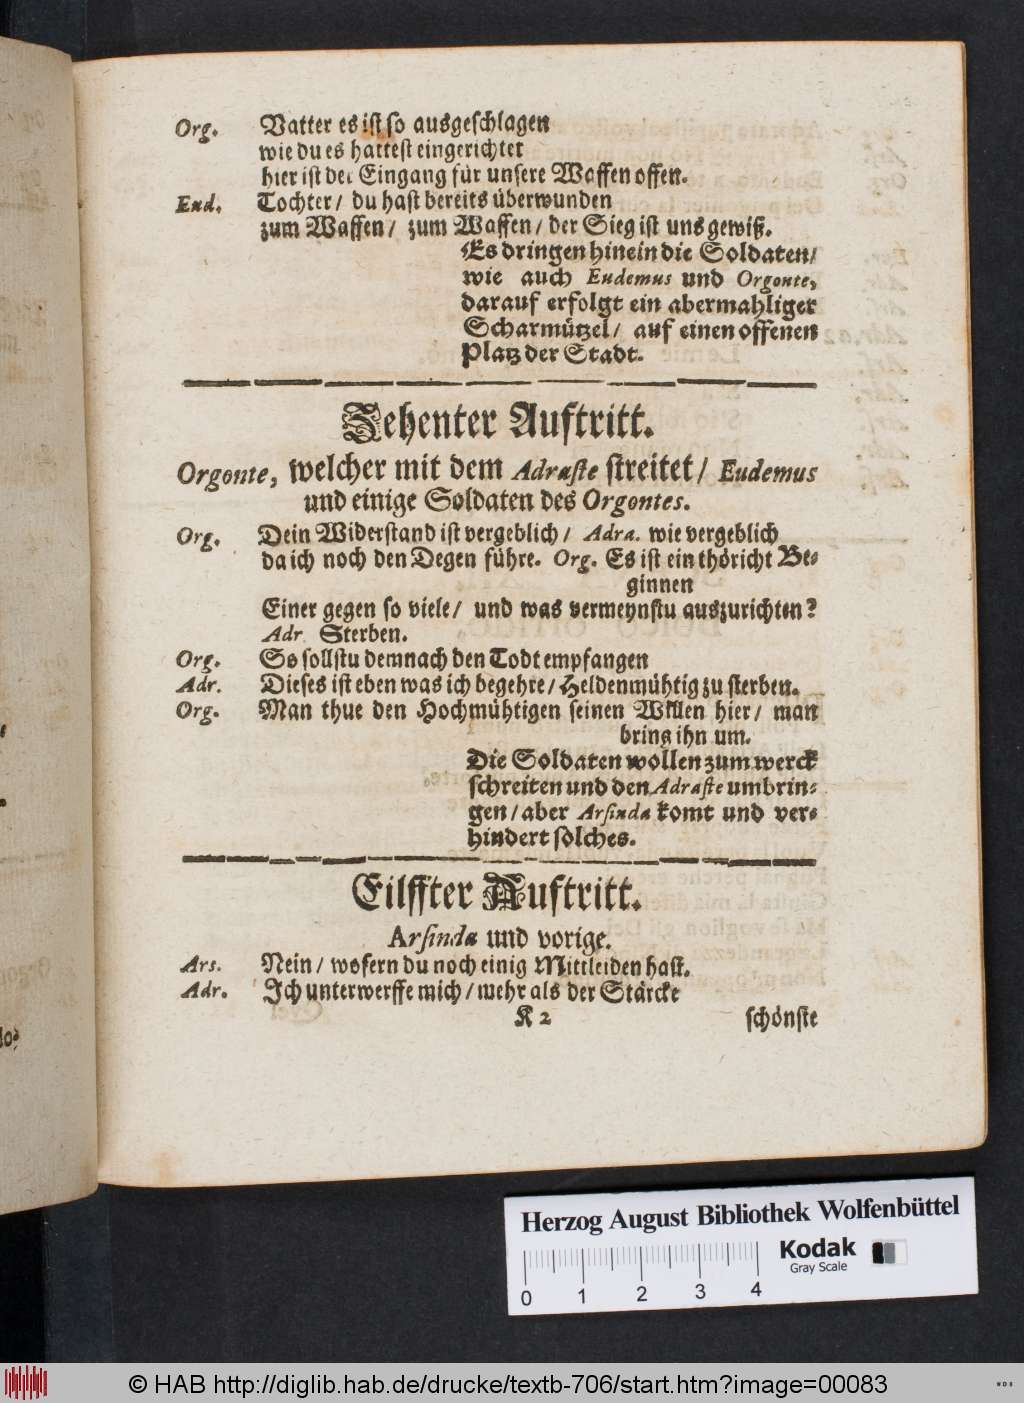 Org. Vatter es ist so ausgeschlagen
wie du es hattest eingerichtet
hier ist der Eingang für unsere Waffen offen.
End. Tochter / du hast bereits überwunden
zum Waffen / zum Waffen / der Sieg ist uns gewiß.
Es dringen hinein die Soldaten /
wie auch Eudemus und Orgonte,
darauf erfolgt ein abermahliger
Scharmützel / auf einen offenen
Platz der Stadt.
Zehenter Auftritt.
Orgonte, welcher mit dem Adraste streitet / Eudemus
und einige Soldaten des Orgontes.
Org. Dein Widerstand ist vergeblich / Adra. wie vergeblich
da ich noch den Degen führe. Org. Es ist ein thöricht Be-
ginnen
Einer gegen so viele / und was vermeynstu auszurichten?
Adr Sterben.
Org. So sollstu demnach den Todt empfangen
Adr. Dieses ist eben was ich begehre / Heldenmühtig zu sterben.
Org. Man thue den Hochmühtigen seinen Willen hier / man
bring ihn um.
Die Soldaten wollen zum werck
schreiten und den Adraste umbrin-
gen / aber Arsinda komt und ver-
hindert solches.
Eilffter Auftritt.
Arsinda und vorige.
Ars. Nein / wofern du noch einig Mittleiden hast.
Adr. Ich unterwerffe mich / mehr als der Stärcke
K 2 schönste
Herzog August Bibliothek Wolfenbüttel
Kodak
Gray Scale
0 1 2 3 4
© HAB http://diglib.hab.de/drucke/textb-706/start.htm?image=00083